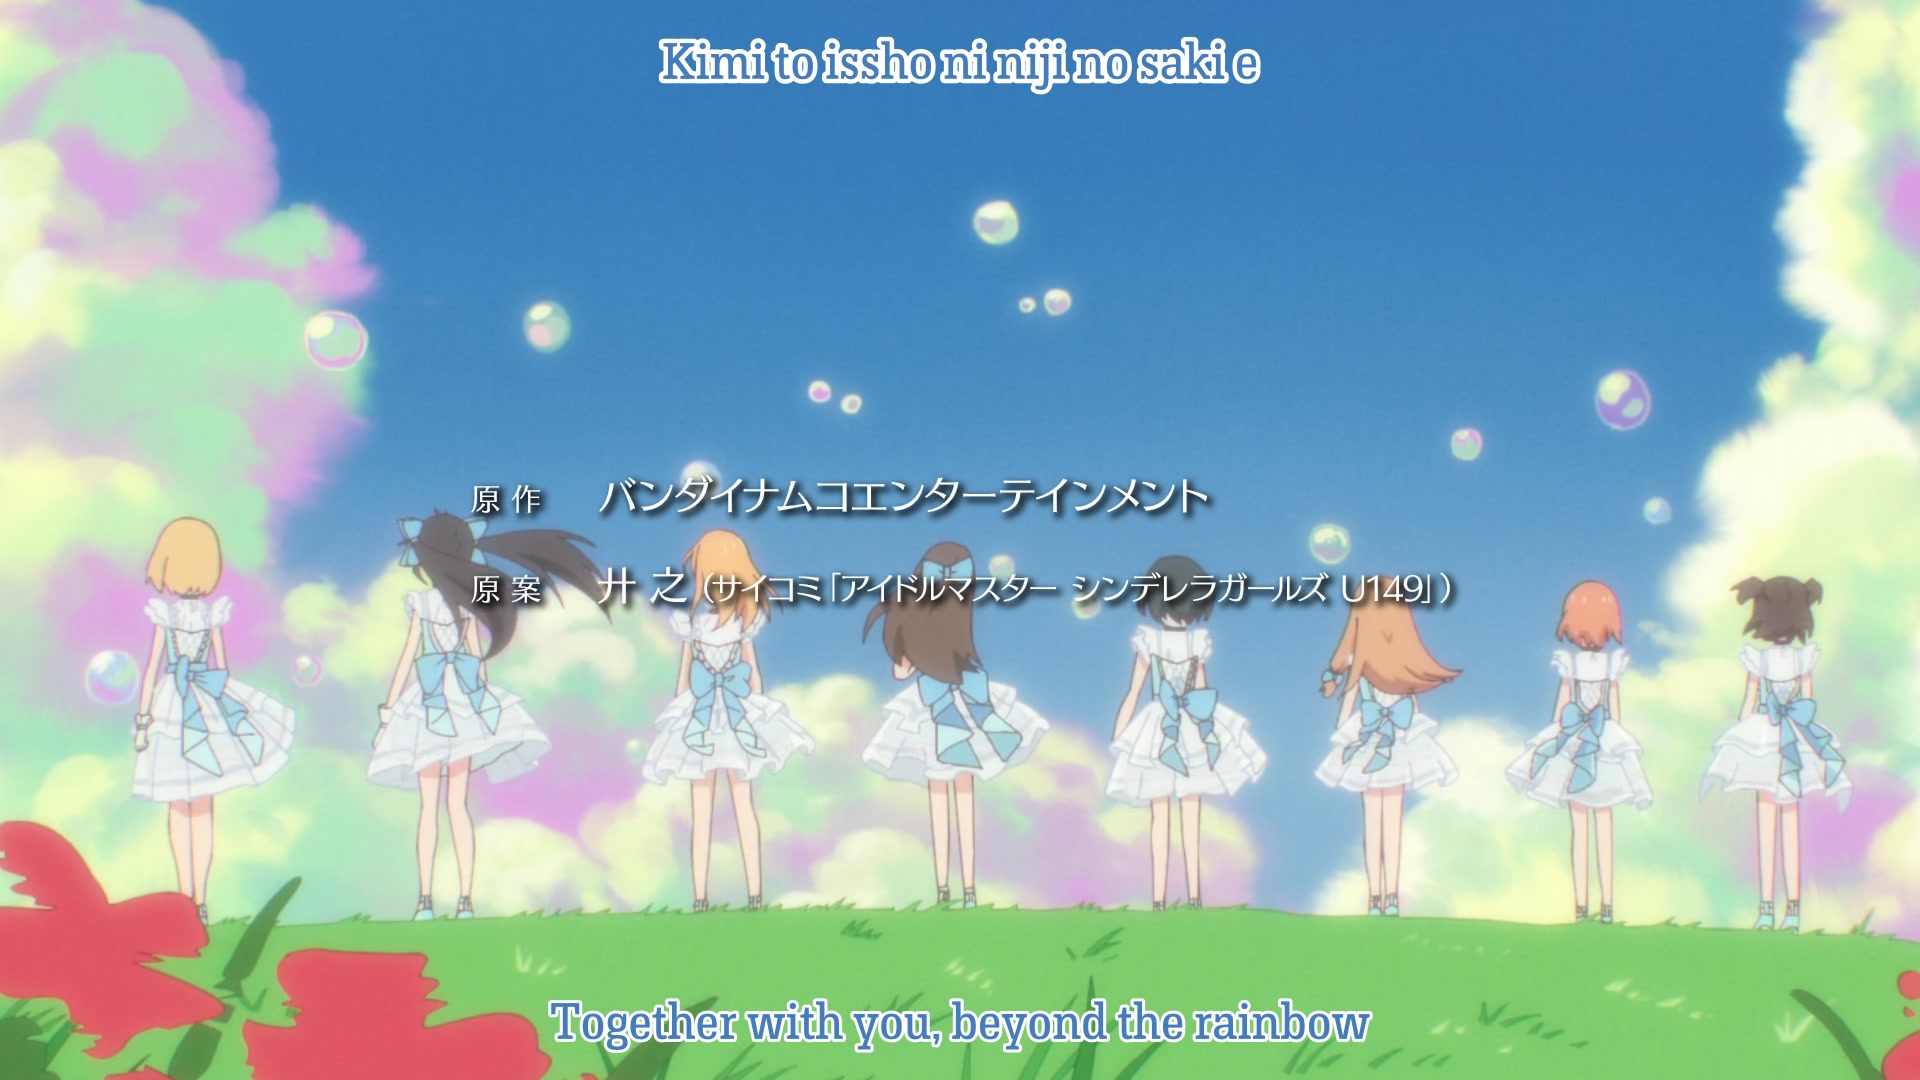 Kimi to issho ni niji no saki e
原作 バンダイナムコエンターテインメント
原案 廾之（サイコミ「アイドルマスター シンデレラガールズ U149」）
Together with you, beyond the rainbow